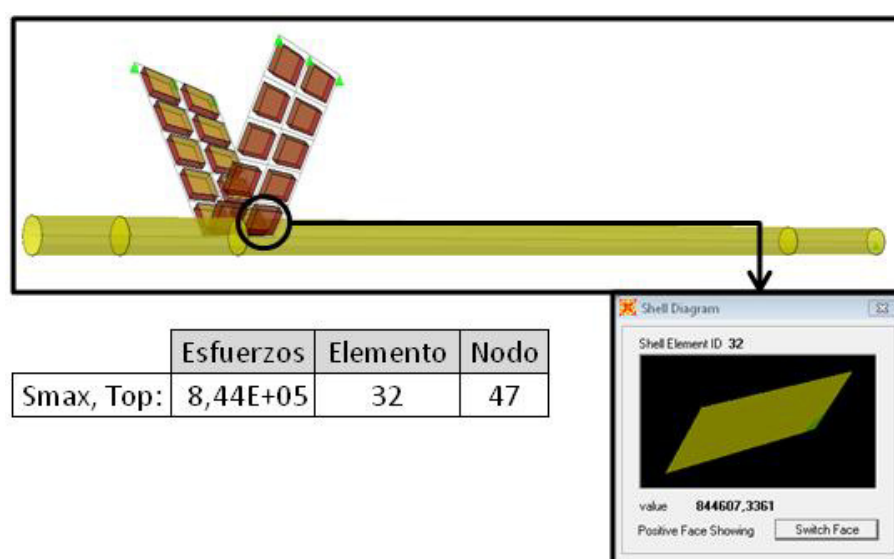 Esfuerzos Elemento Nodo
Smax, Top: 8,44E+05 32 47
Shell Diagram
Shell Element ID 32
value 844607,3361
Positive Face Showing Switch Face